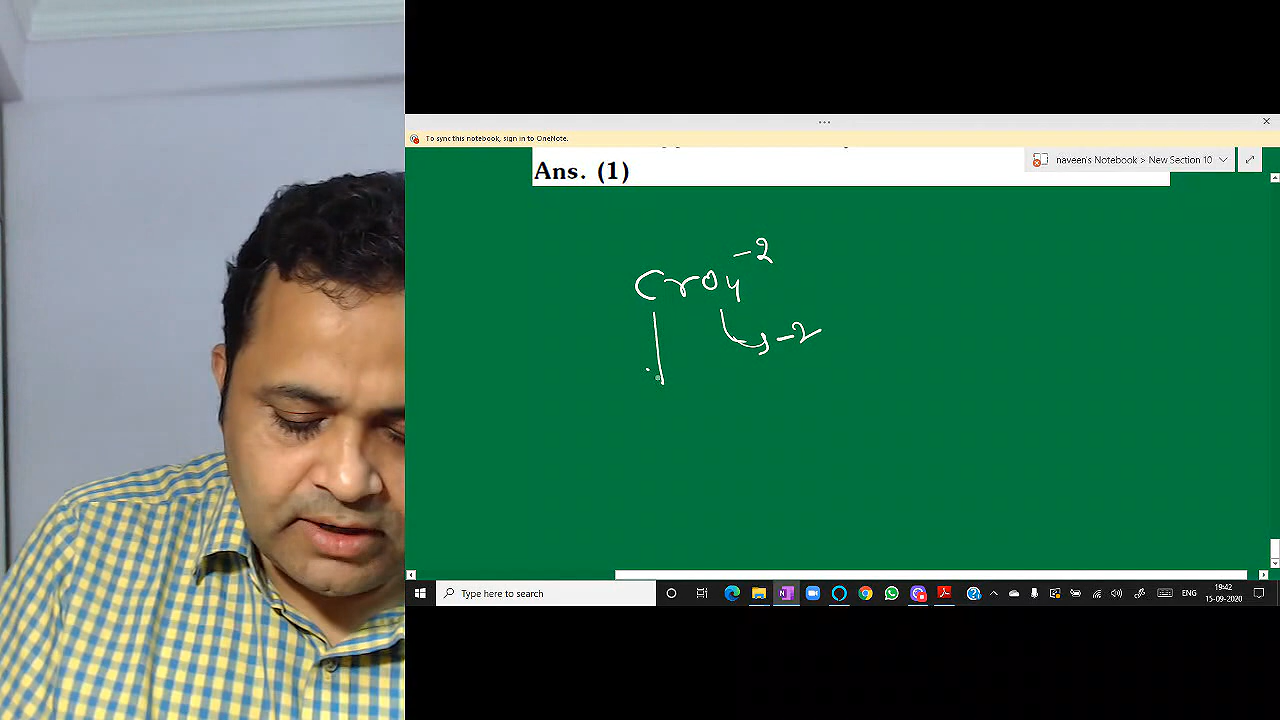 To sync this notebook, sign in to OneNote.
naveen's Notebook > New Section 10
Ans. (1)
CrO4 -2
-2
Type here to search
ENG
19:42
15-09-2020